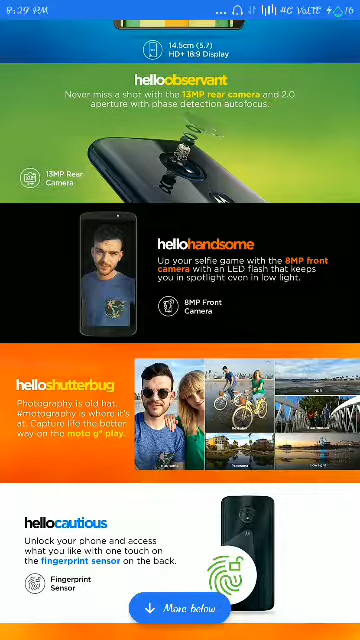 8:29 PM ... 4G VoLTE
14.5cm (5.7)
HD+ 18:9 Display
helloobservant
Never miss a shot with the 13MP rear camera and 2.0
aperture with phase detection autofocus.
13MP Rear
Camera
hellohandsome
Up your selfie game with the 8MP front
camera with an LED flash that keeps
you in spotlight even in low light.
8MP Front
Camera
helloshutterbug
Photography is old hat.
#motography is where it's
at. Capture life the better
way on the moto g⁶ play.
HDR
Panorama
Low light
hellocautious
Unlock your phone and access
what you like with one touch on
the fingerprint sensor on the back.
Fingerprint
Sensor
More below